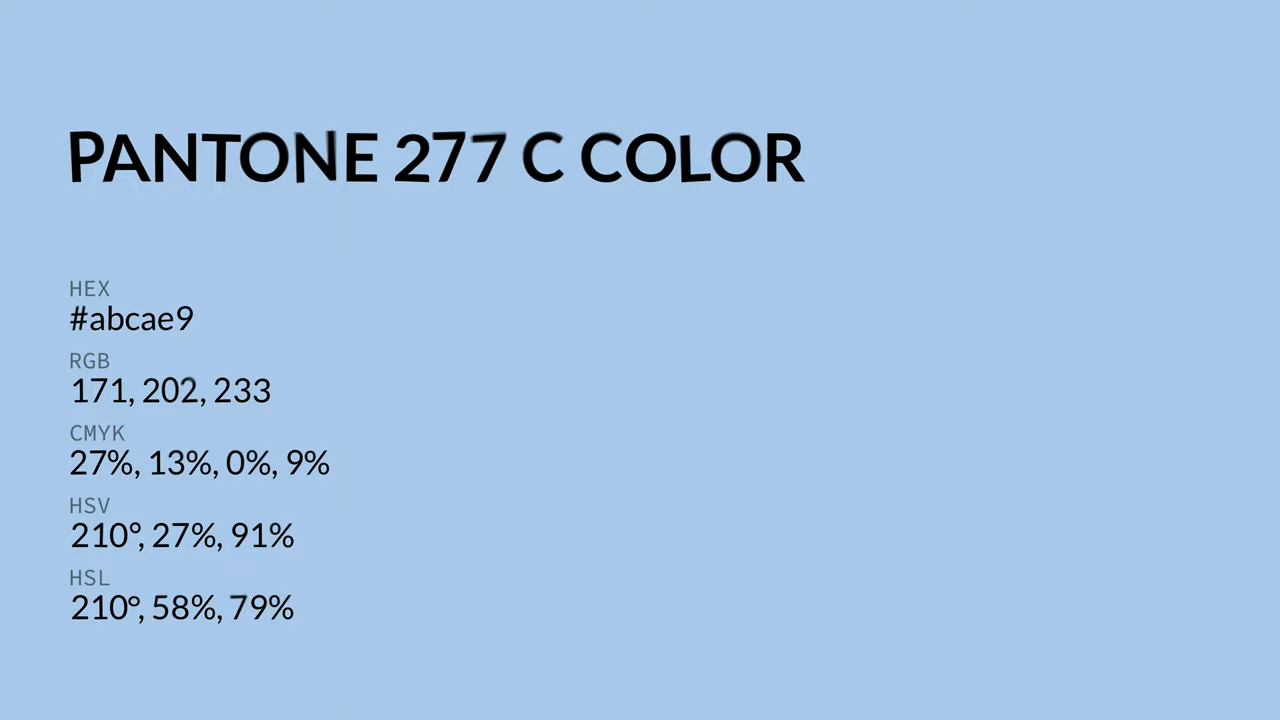 PANTONE 277 C COLOR
HEX
#abcae9
RGB
171, 202, 233
CMYK
27%, 13%, 0%, 9%
HSV
210°, 27%, 91%
HSL
210°, 58%, 79%